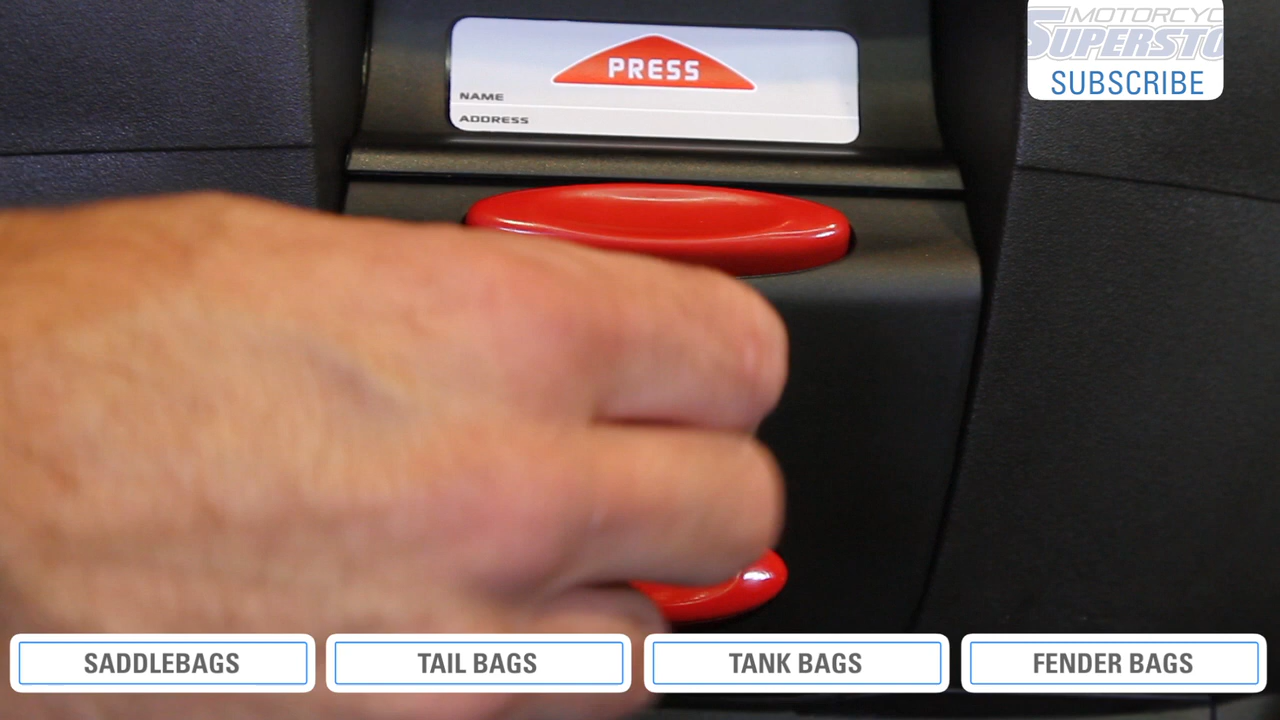 PRESS
NAME
ADDRESS
SUBSCRIBE
SADDLEBAGS
TAIL BAGS
TANK BAGS
FENDER BAGS